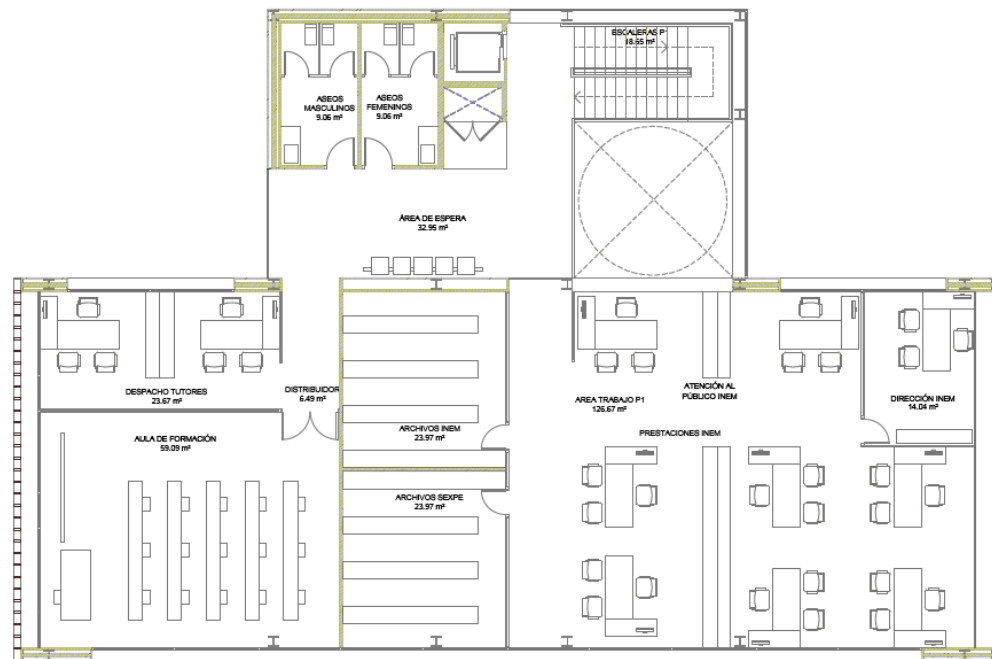 ESCALERAS P1
18.65 m²
ASEOS
MASCULINOS
9.06 m²
ASEOS
FEMENINOS
9.06 m²
ÁREA DE ESPERA
32.95 m²
DESPACHO TUTORES
23.67 m²
DISTRIBUIDOR
6.49 m²
AREA TRABAJO P1
126.67 m²
ATENCIÓN AL
PÚBLICO INEM
DIRECCIÓN INEM
14.04 m²
AULA DE FORMACIÓN
59.09 m²
ARCHIVOS INEM
23.97 m²
PRESTACIONES INEM
ARCHIVOS SEXPE
23.97 m²